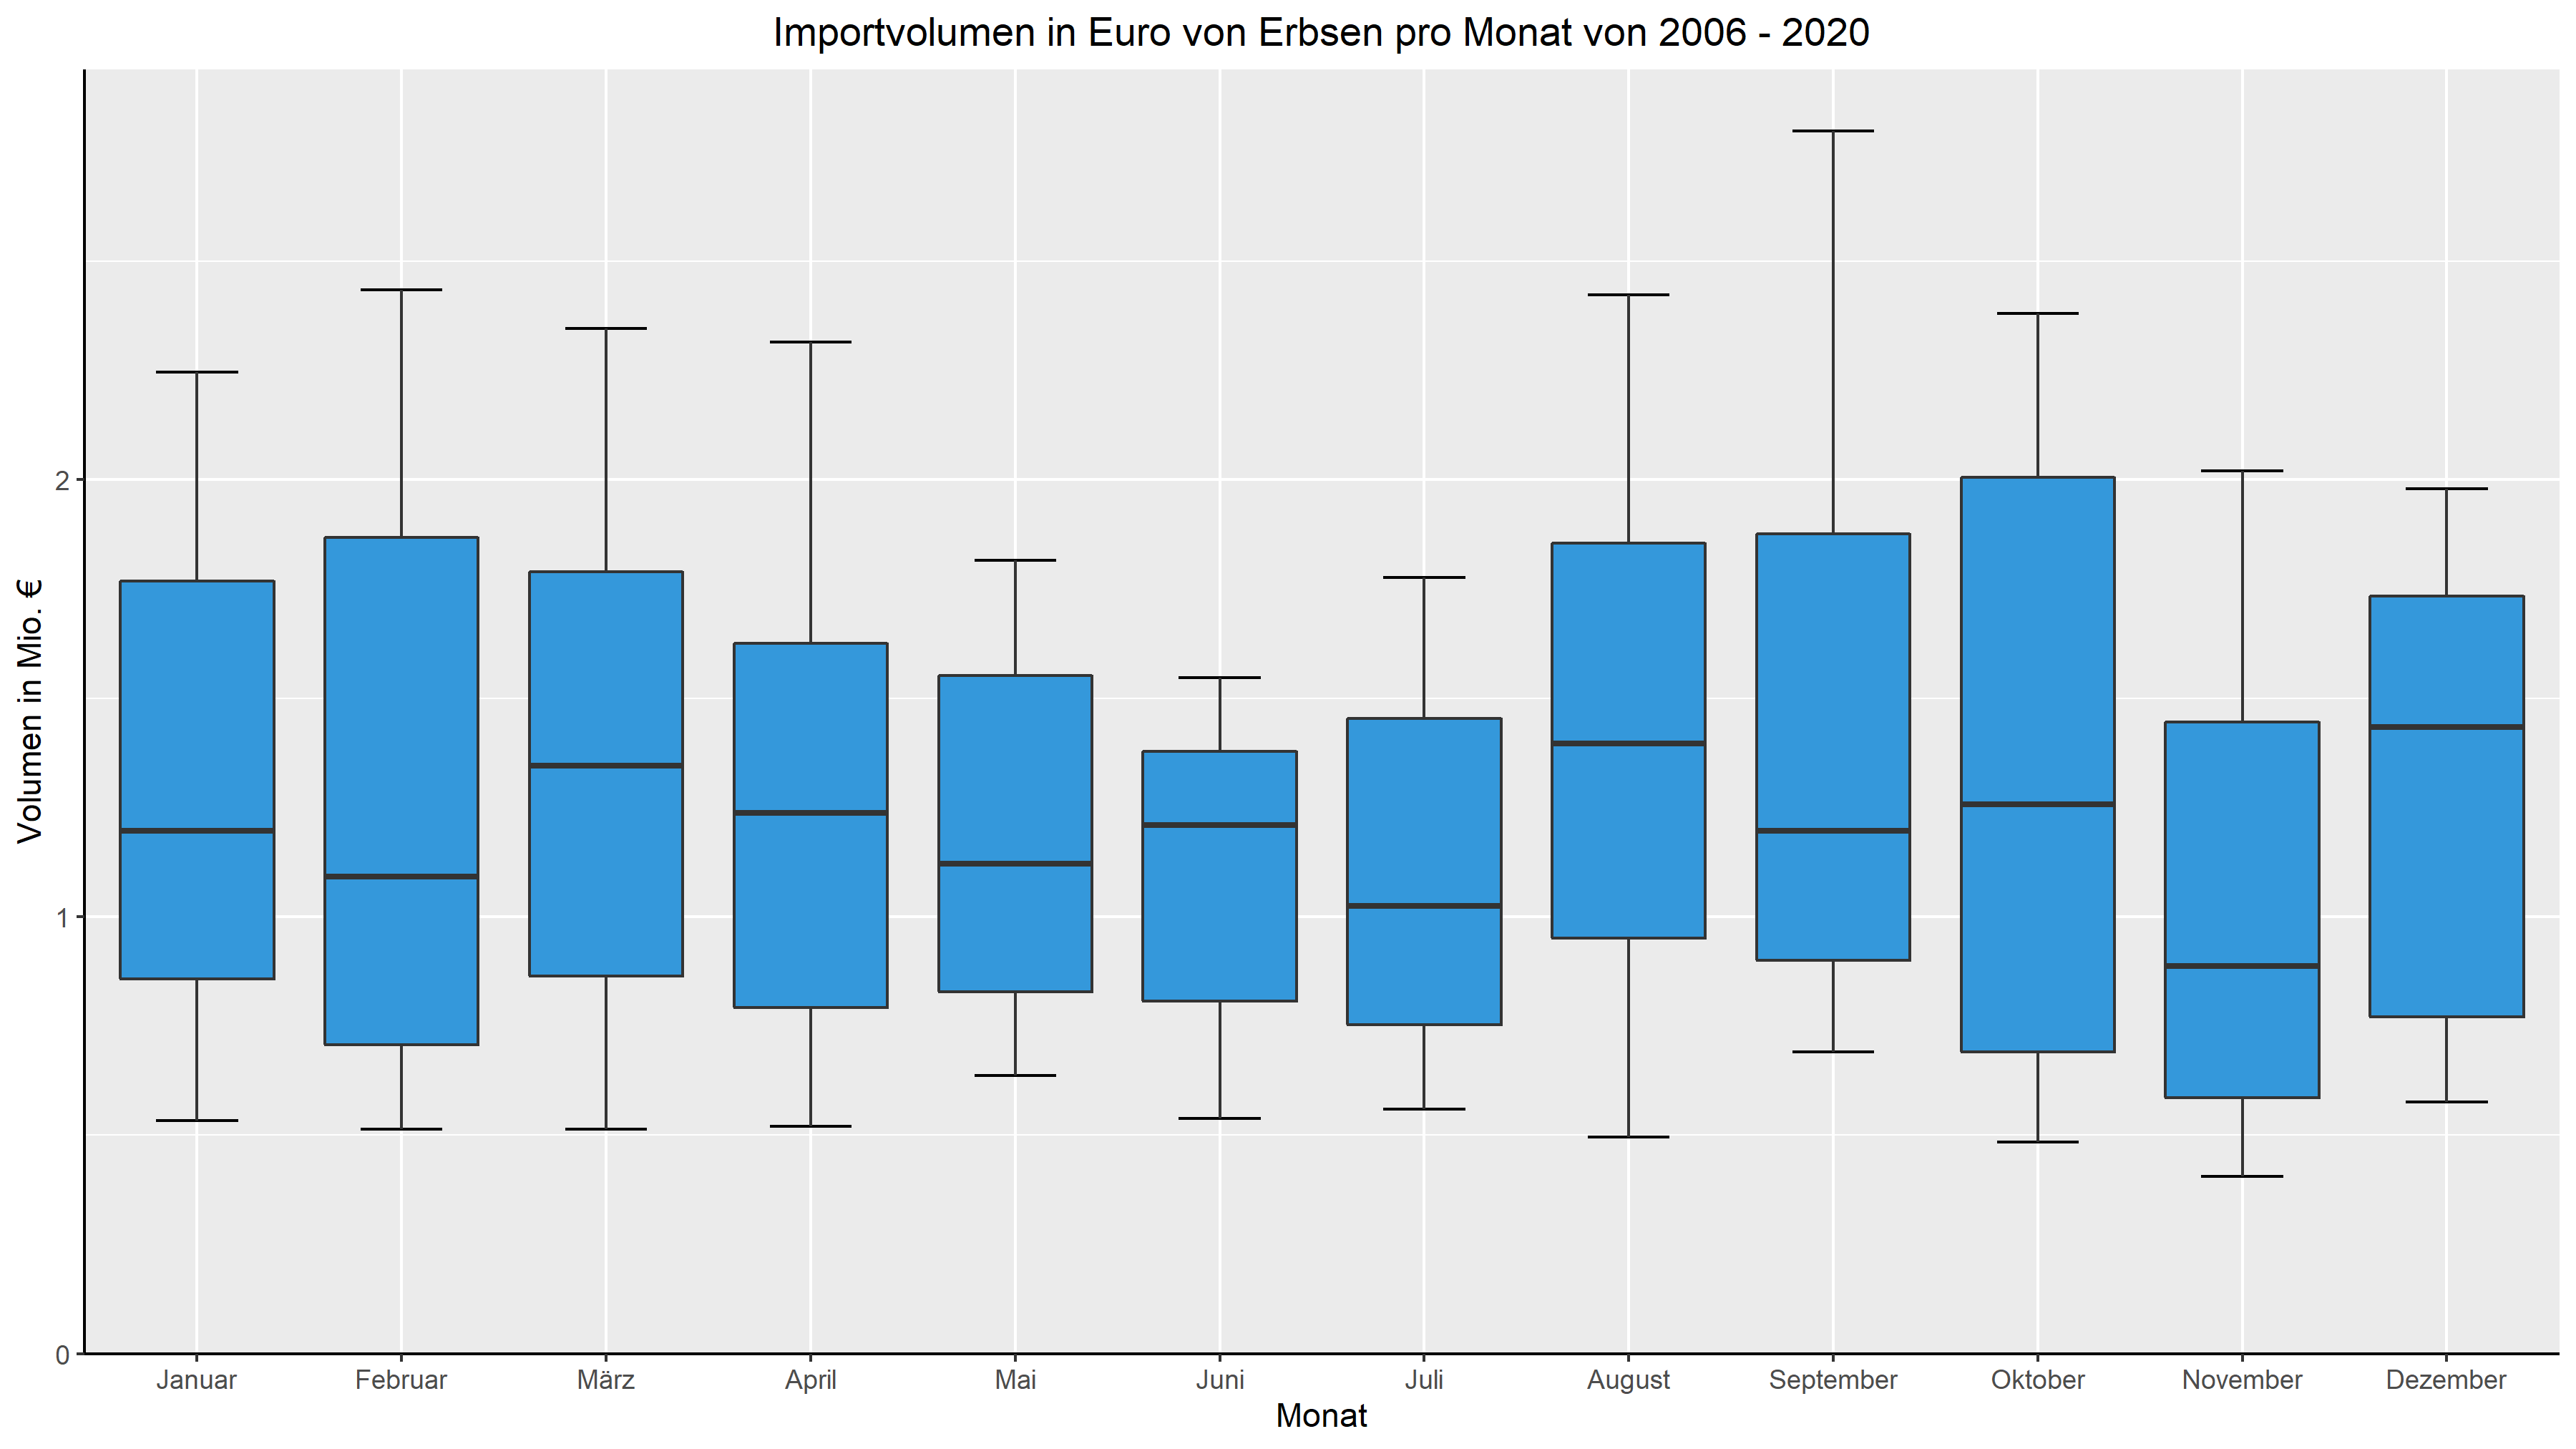 Importvolumen in Euro von Erbsen pro Monat von 2006 - 2020
Volumen in Mio. €
2
1
0
Januar Februar März April Mai Juni Juli August September Oktober November Dezember
Monat